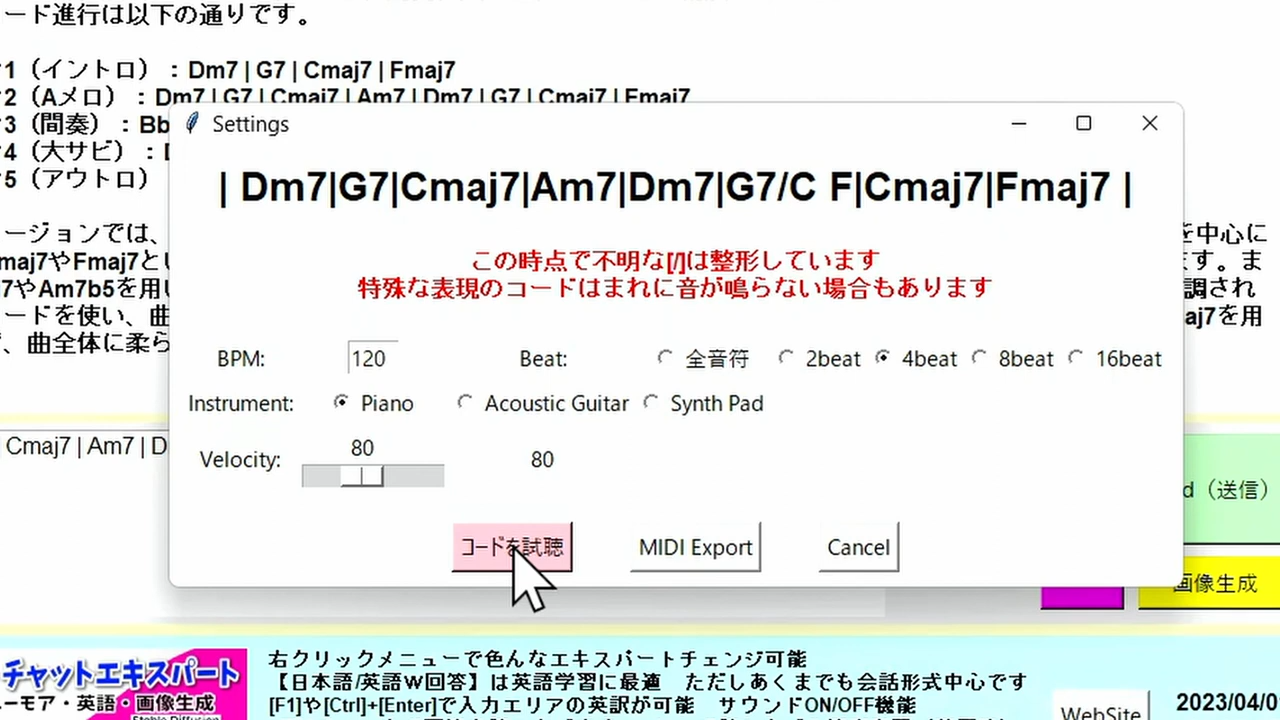 ード進行は以下の通りです。
1（イントロ）：Dm7 | G7 | Cmaj7 | Fmaj7
2（Aメロ）：Dm7 | G7 | Cmaj7 | Am7 | Dm7 | G7 | Cmaj7 | Fmaj7
3（間奏）：Bb
4（大サビ）：
5（アウトロ）
Settings
| Dm7|G7|Cmaj7|Am7|Dm7|G7/C F|Cmaj7|Fmaj7 |
ージョンでは、
を中心に
この時点で不明な[/]は整形しています
maj7やFmaj7と
ます。ま
特殊な表現のコードはまれに音が鳴らない場合もあります
7やAm7b5を用
調され
ードを使い、曲
aj7を用
、曲全体に柔ら
BPM: 120 Beat: 全音符 2beat 4beat 8beat 16beat
Instrument: Piano Acoustic Guitar Synth Pad
Cmaj7 | Am7 | D
80
Velocity: 80
d（送信）
コードを試聴 MIDI Export Cancel
画像生成
チャットエキスパート
ーモア・英語・画像生成
Stable Diffusion
右クリックメニューで色んなエキスパートチェンジ可能
【日本語/英語W回答】は英語学習に最適　ただしあくまでも会話形式中心です
[F1]や[Ctrl]+[Enter]で入力エリアの英訳が可能　サウンドON/OFF機能
WebSite
2023/04/0